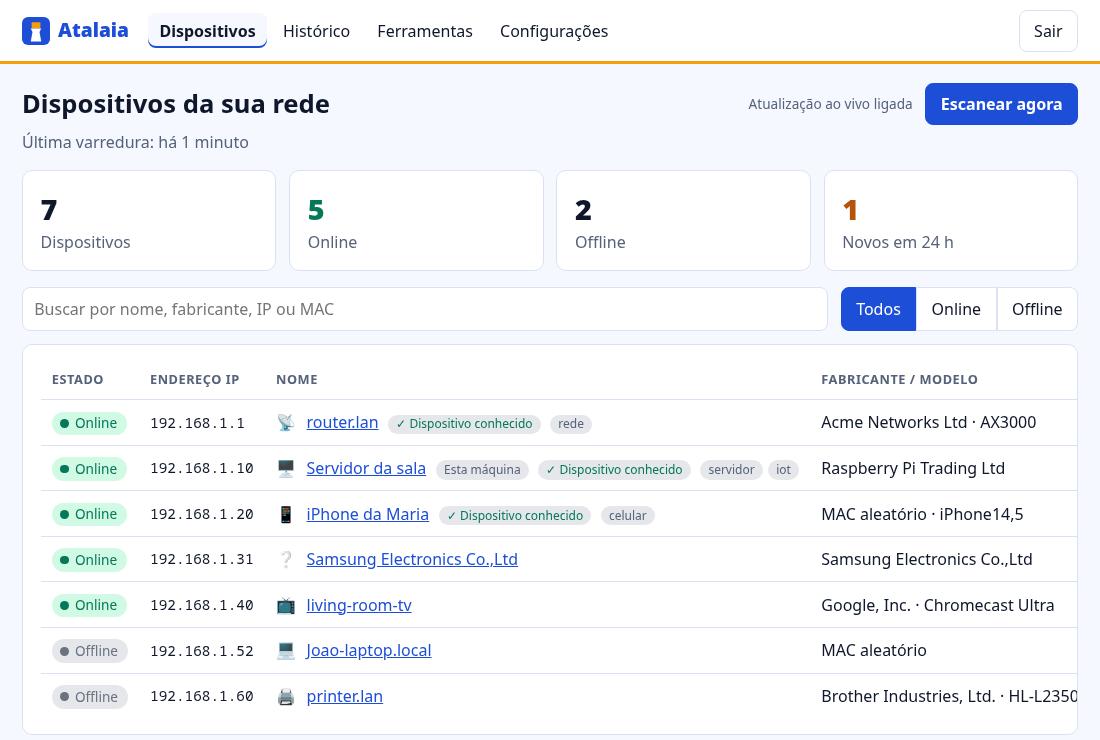 Atalaia Dispositivos Histórico Ferramentas Configurações Sair
Dispositivos da sua rede
Atualização ao vivo ligada Escanear agora
Última varredura: há 1 minuto
7 5 2 1
Dispositivos Online Offline Novos em 24 h
Buscar por nome, fabricante, IP ou MAC Todos Online Offline
ESTADO ENDEREÇO IP NOME FABRICANTE / MODELO
Online 192.168.1.1 router.lan ✓ Dispositivo conhecido rede Acme Networks Ltd · AX3000
Online 192.168.1.10 Servidor da sala Esta máquina ✓ Dispositivo conhecido servidor iot Raspberry Pi Trading Ltd
Online 192.168.1.20 iPhone da Maria ✓ Dispositivo conhecido celular MAC aleatório · iPhone14,5
Online 192.168.1.31 Samsung Electronics Co.,Ltd Samsung Electronics Co.,Ltd
Online 192.168.1.40 living-room-tv Google, Inc. · Chromecast Ultra
Offline 192.168.1.52 Joao-laptop.local MAC aleatório
Offline 192.168.1.60 printer.lan Brother Industries, Ltd. · HL-L2350